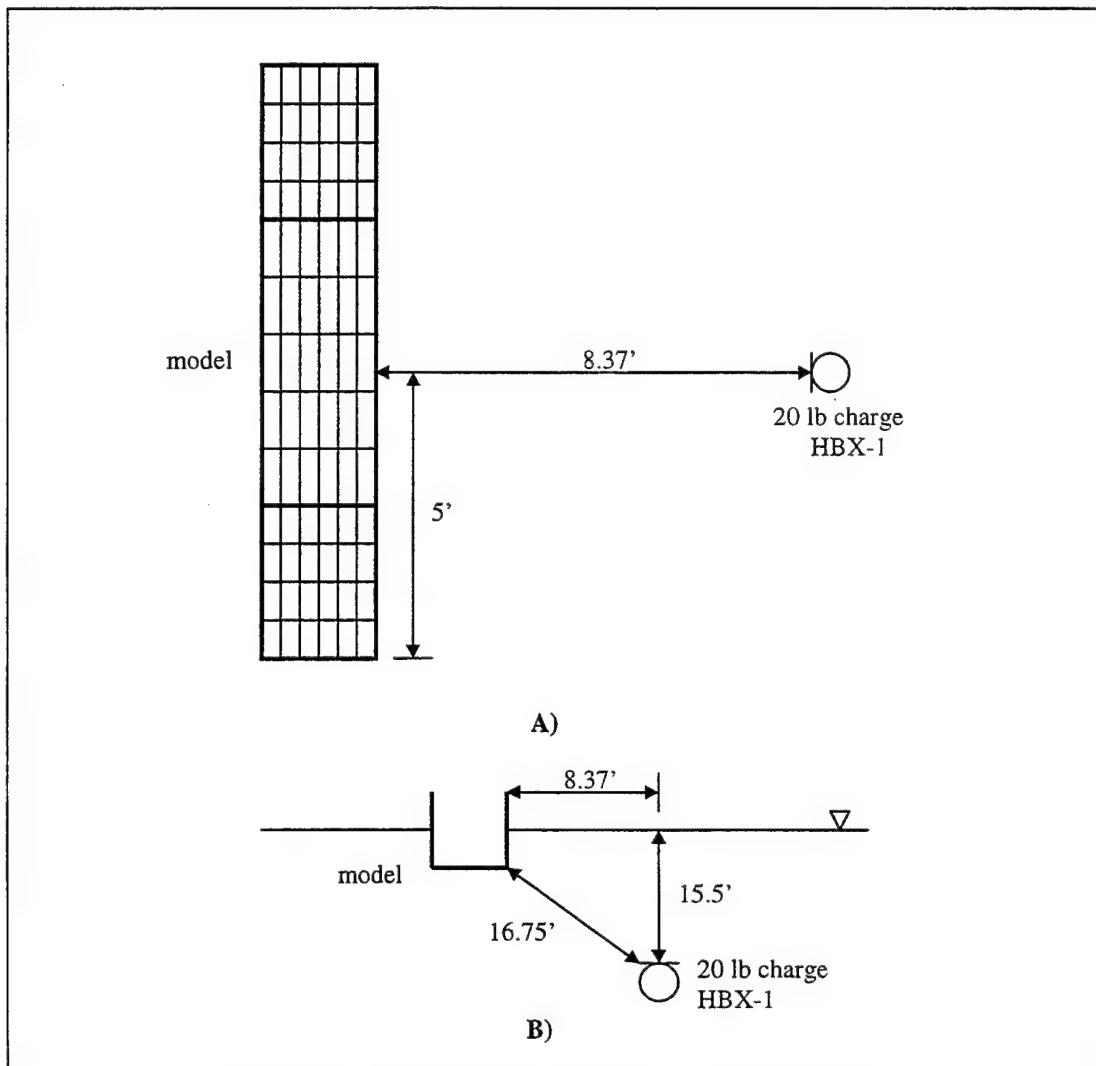 model
8.37’
20 lb charge
HBX-1
5’
A)
8.37’
model
15.5’
16.75’
20 lb charge
HBX-1
B)